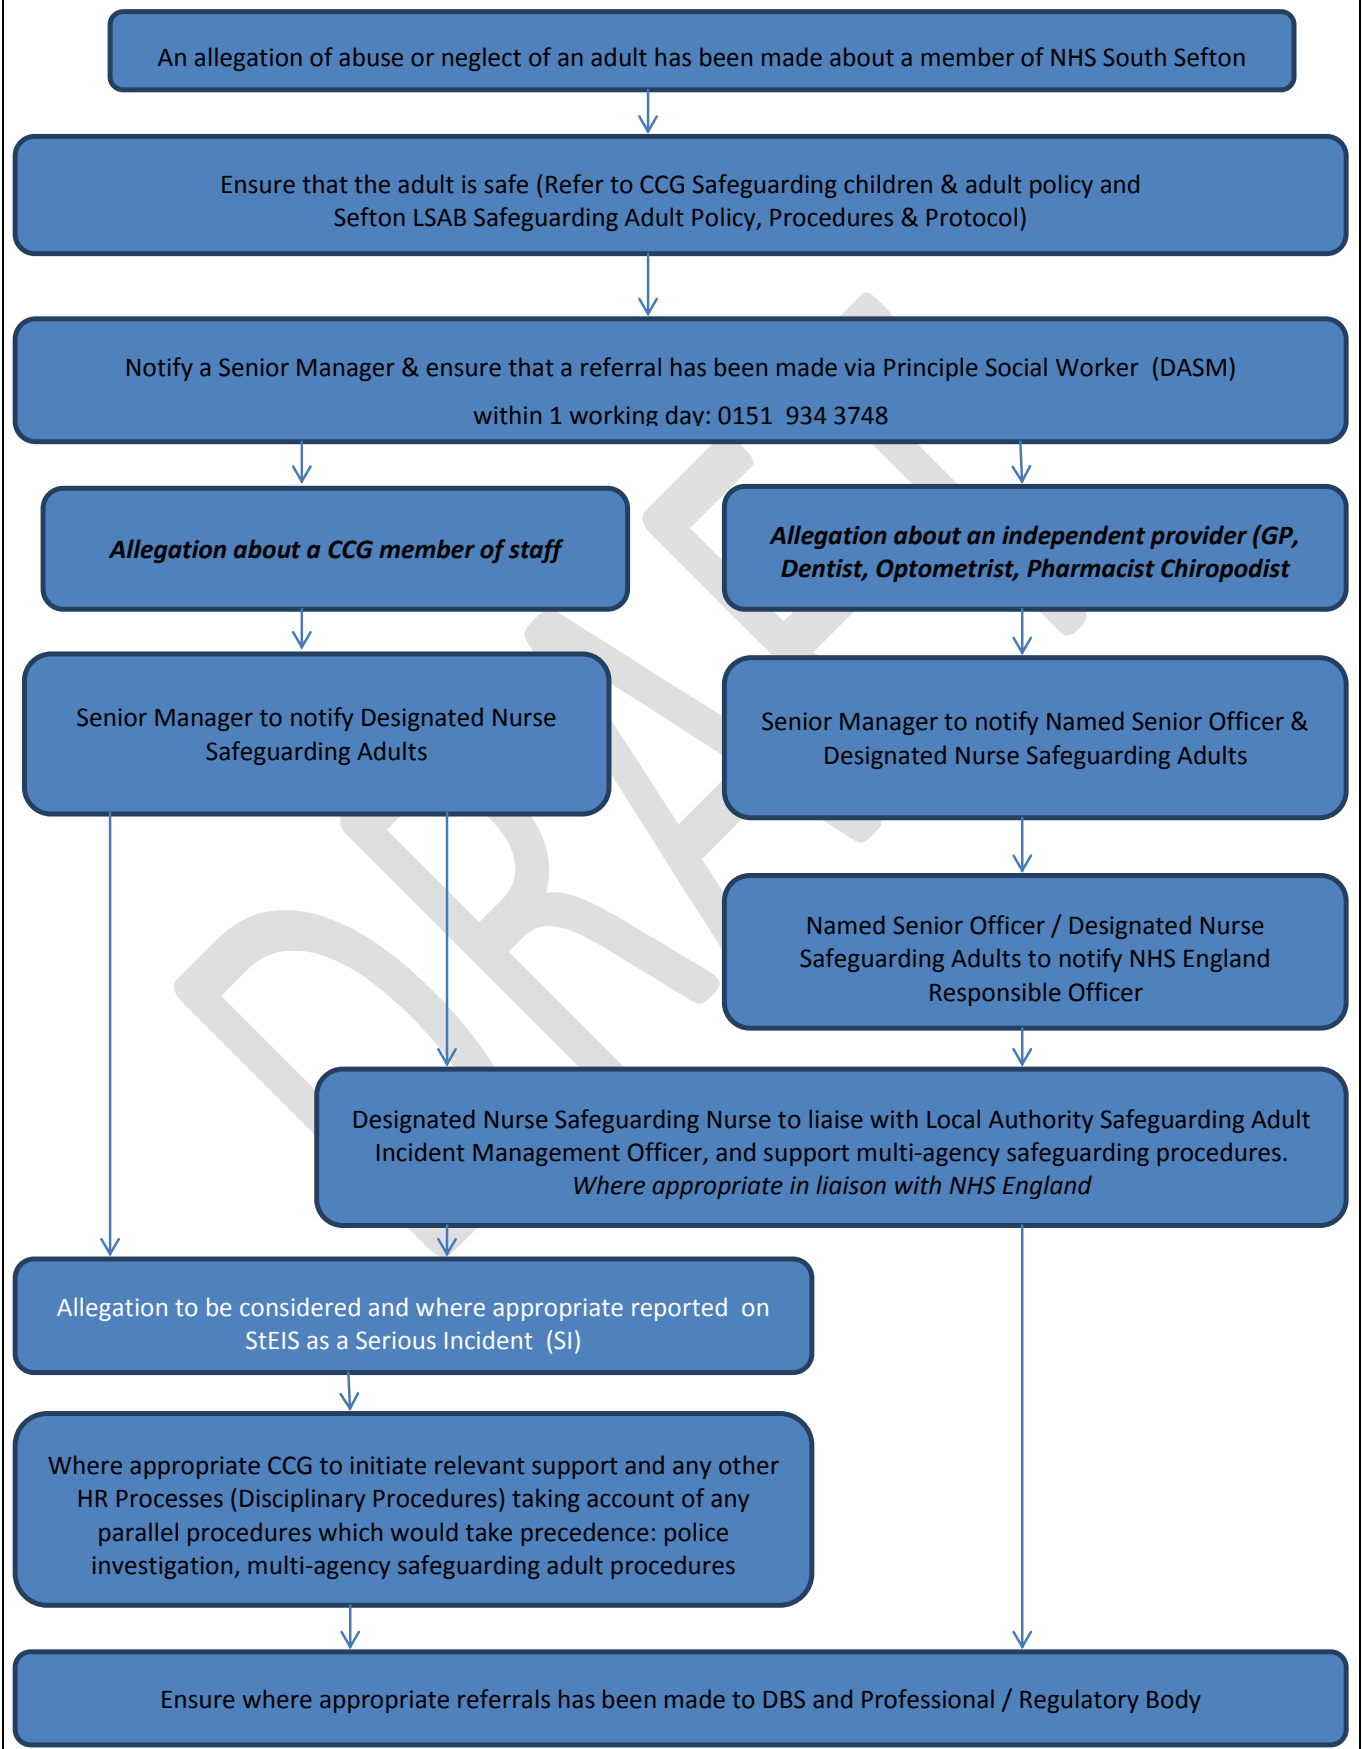 An allegation of abuse or neglect of an adult has been made about a member of NHS South Sefton
Ensure that the adult is safe (Refer to CCG Safeguarding children & adult policy and
Sefton LSAB Safeguarding Adult Policy, Procedures & Protocol)
Notify a Senior Manager & ensure that a referral has been made via Principle Social Worker (DASM)
within 1 working day: 0151 934 3748
Allegation about a CCG member of staff
Allegation about an independent provider (GP,
Dentist, Optometrist, Pharmacist Chiropodist
Senior Manager to notify Designated Nurse
Safeguarding Adults
Senior Manager to notify Named Senior Officer &
Designated Nurse Safeguarding Adults
Named Senior Officer / Designated Nurse
Safeguarding Adults to notify NHS England
Responsible Officer
Designated Nurse Safeguarding Nurse to liaise with Local Authority Safeguarding Adult
Incident Management Officer, and support multi-agency safeguarding procedures.
Where appropriate in liaison with NHS England
Allegation to be considered and where appropriate reported on
StEIS as a Serious Incident (SI)
Where appropriate CCG to initiate relevant support and any other
HR Processes (Disciplinary Procedures) taking account of any
parallel procedures which would take precedence: police
investigation, multi-agency safeguarding adult procedures
Ensure where appropriate referrals has been made to DBS and Professional / Regulatory Body
DRAFT